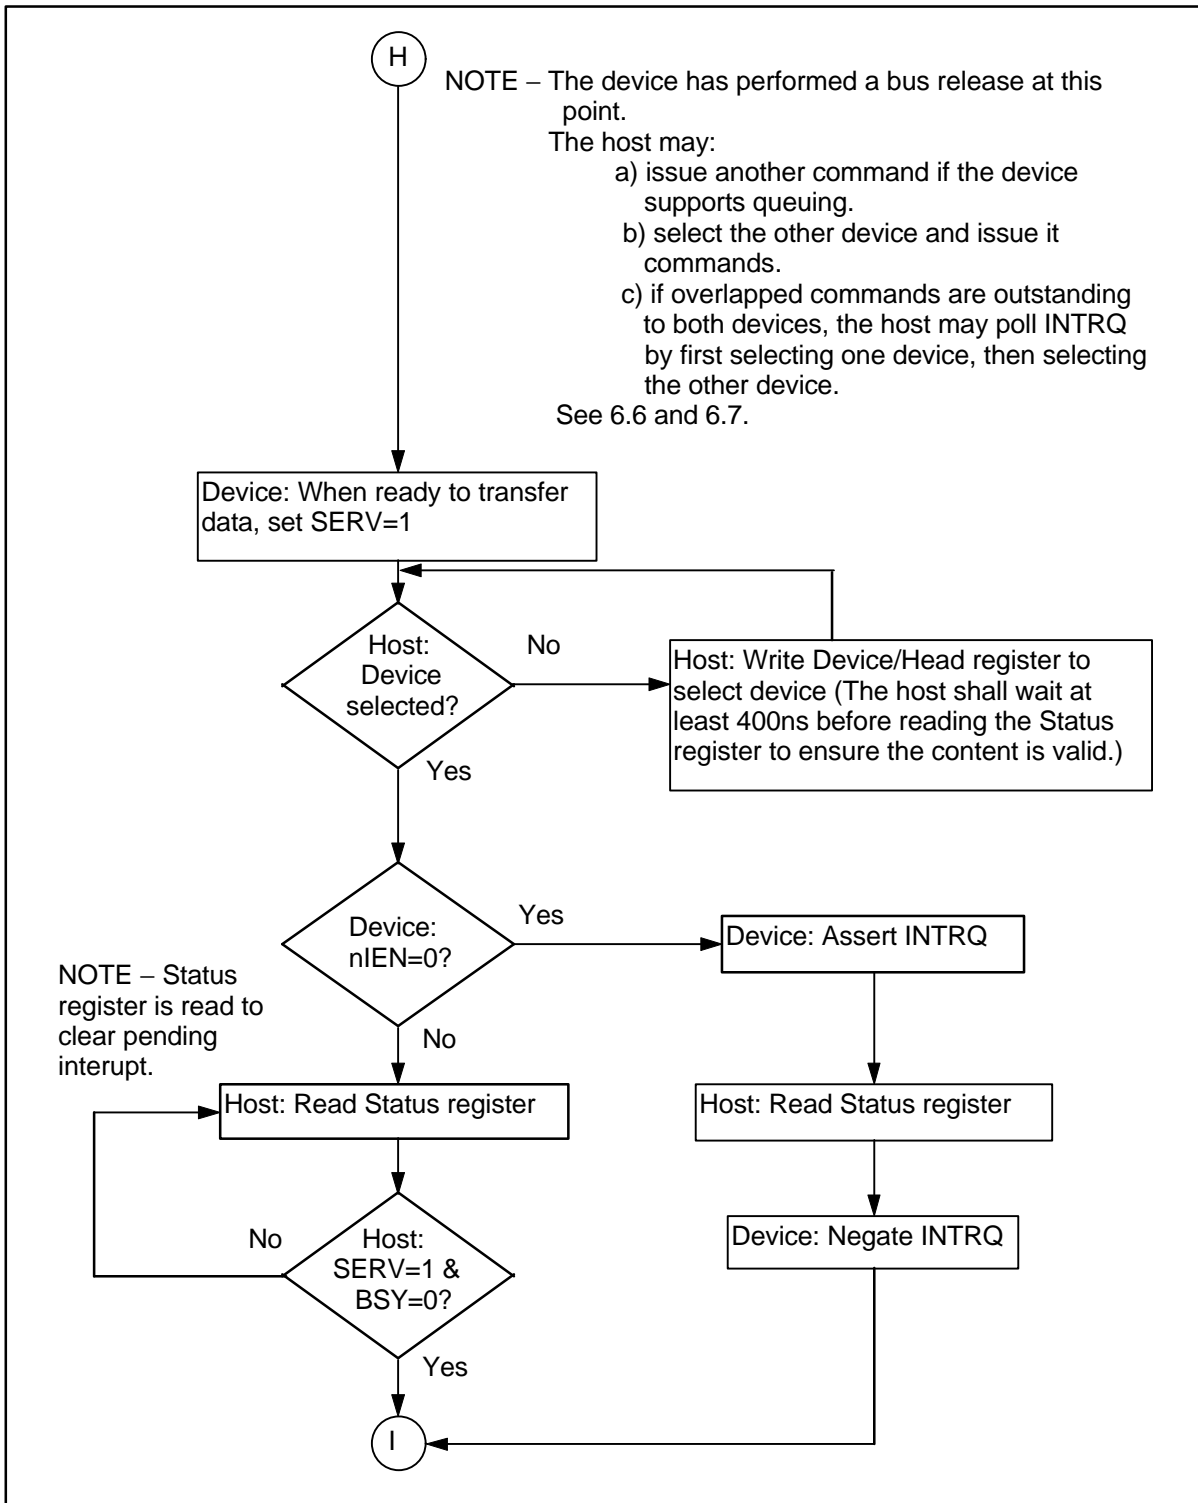 H
NOTE – The device has performed a bus release at this
point.
The host may:
a) issue another command if the device
supports queuing.
b) select the other device and issue it
commands.
c) if overlapped commands are outstanding
to both devices, the host may poll INTRQ
by first selecting one device, then selecting
the other device.
See 6.6 and 6.7.
Device: When ready to transfer
data, set SERV=1
Host:
Device
selected?
No
Host: Write Device/Head register to
select device (The host shall wait at
least 400ns before reading the Status
register to ensure the content is valid.)
Yes
Device:
nIEN=0?
Yes
Device: Assert INTRQ
NOTE – Status
register is read to
clear pending
interupt.
No
Host: Read Status register
Host: Read Status register
No
Host:
SERV=1 &
BSY=0?
Device: Negate INTRQ
Yes
I